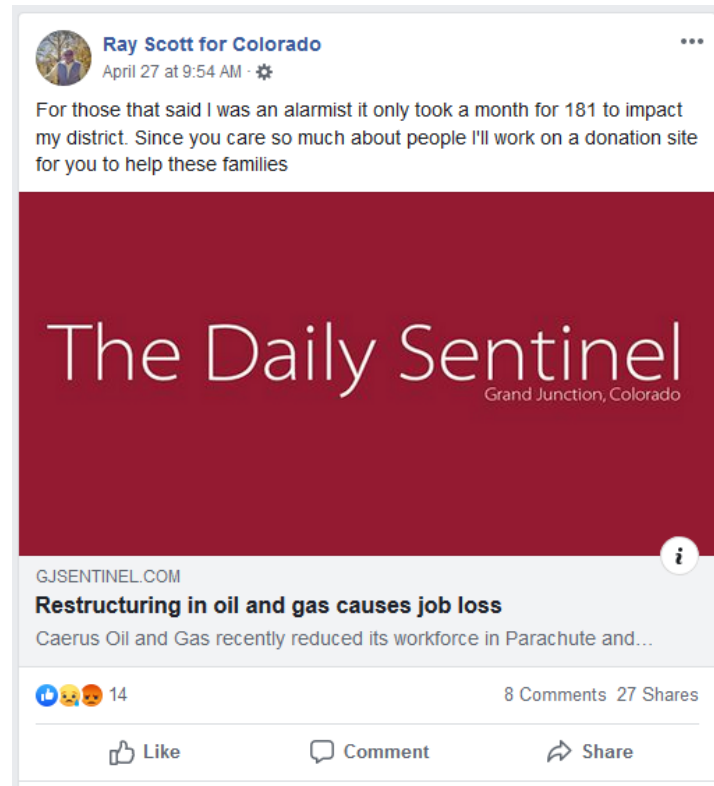 Ray Scott for Colorado
April 27 at 9:54 AM ·
For those that said I was an alarmist it only took a month for 181 to impact
my district. Since you care so much about people I'll work on a donation site
for you to help these families
The Daily Sentinel
Grand Junction, Colorado
i
GJSENTINEL.COM
Restructuring in oil and gas causes job loss
Caerus Oil and Gas recently reduced its workforce in Parachute and...
14
8 Comments 27 Shares
Like Comment Share